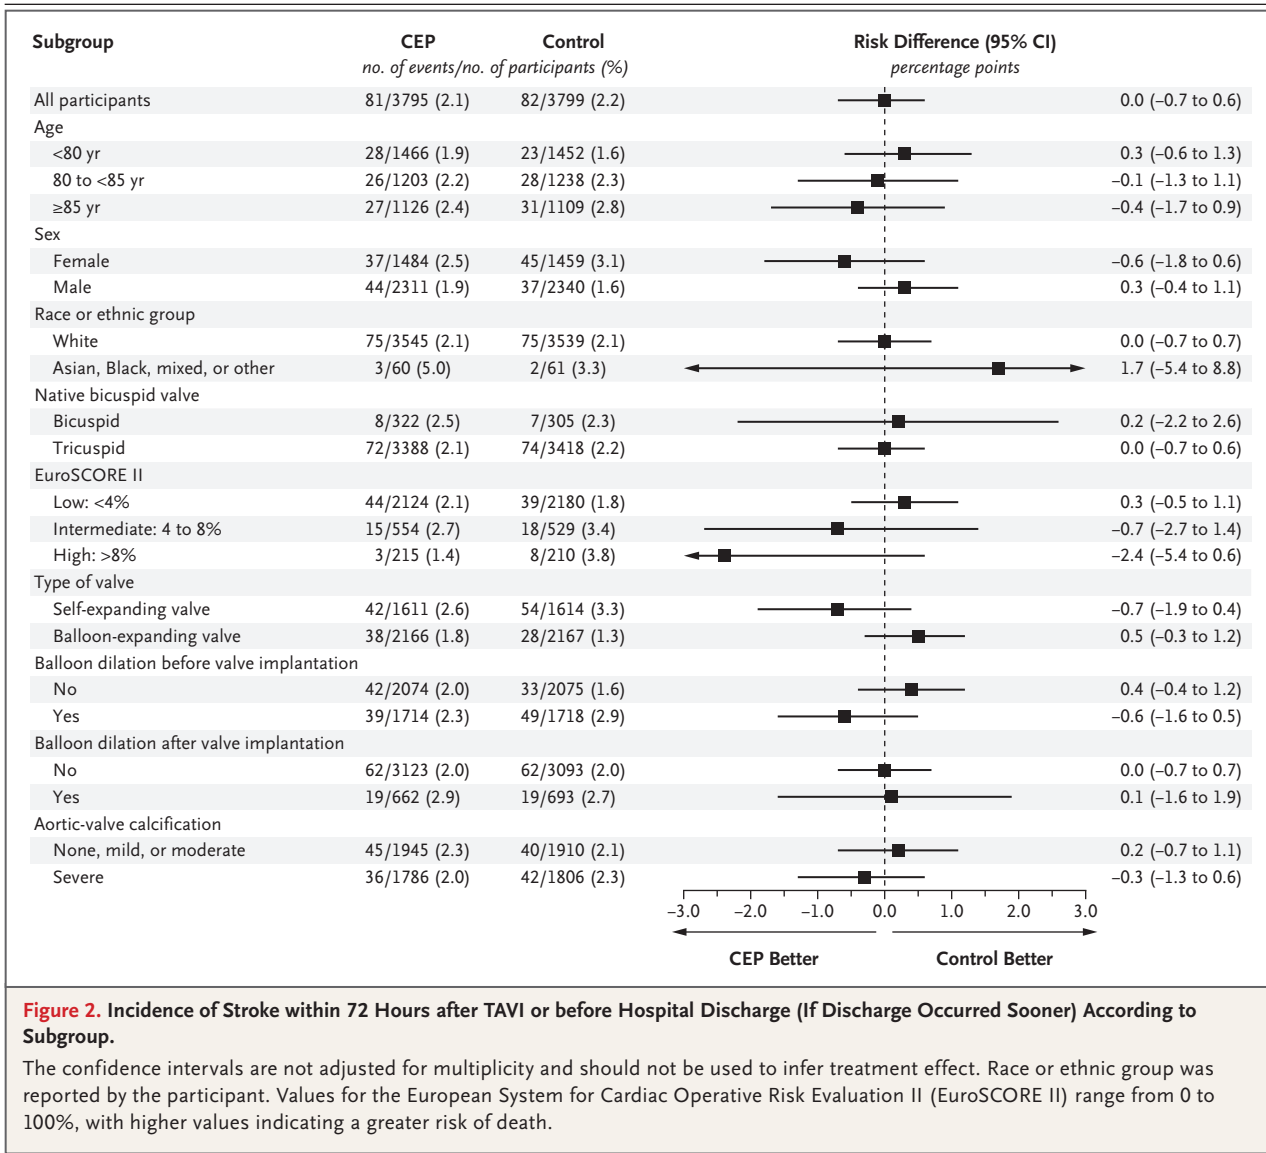 Subgroup CEP Control Risk Difference (95% CI)
no. of events/no. of participants (%) percentage points
All participants 81/3795 (2.1) 82/3799 (2.2) 0.0 (–0.7 to 0.6)
Age
<80 yr 28/1466 (1.9) 23/1452 (1.6) 0.3 (–0.6 to 1.3)
80 to <85 yr 26/1203 (2.2) 28/1238 (2.3) –0.1 (–1.3 to 1.1)
≥85 yr 27/1126 (2.4) 31/1109 (2.8) –0.4 (–1.7 to 0.9)
Sex
Female 37/1484 (2.5) 45/1459 (3.1) –0.6 (–1.8 to 0.6)
Male 44/2311 (1.9) 37/2340 (1.6) 0.3 (–0.4 to 1.1)
Race or ethnic group
White 75/3545 (2.1) 75/3539 (2.1) 0.0 (–0.7 to 0.7)
Asian, Black, mixed, or other 3/60 (5.0) 2/61 (3.3) 1.7 (–5.4 to 8.8)
Native bicuspid valve
Bicuspid 8/322 (2.5) 7/305 (2.3) 0.2 (–2.2 to 2.6)
Tricuspid 72/3388 (2.1) 74/3418 (2.2) 0.0 (–0.7 to 0.6)
EuroSCORE II
Low: <4% 44/2124 (2.1) 39/2180 (1.8) 0.3 (–0.5 to 1.1)
Intermediate: 4 to 8% 15/554 (2.7) 18/529 (3.4) –0.7 (–2.7 to 1.4)
High: >8% 3/215 (1.4) 8/210 (3.8) –2.4 (–5.4 to 0.6)
Type of valve
Self-expanding valve 42/1611 (2.6) 54/1614 (3.3) –0.7 (–1.9 to 0.4)
Balloon-expanding valve 38/2166 (1.8) 28/2167 (1.3) 0.5 (–0.3 to 1.2)
Balloon dilation before valve implantation
No 42/2074 (2.0) 33/2075 (1.6) 0.4 (–0.4 to 1.2)
Yes 39/1714 (2.3) 49/1718 (2.9) –0.6 (–1.6 to 0.5)
Balloon dilation after valve implantation
No 62/3123 (2.0) 62/3093 (2.0) 0.0 (–0.7 to 0.7)
Yes 19/662 (2.9) 19/693 (2.7) 0.1 (–1.6 to 1.9)
Aortic-valve calcification
None, mild, or moderate 45/1945 (2.3) 40/1910 (2.1) 0.2 (–0.7 to 1.1)
Severe 36/1786 (2.0) 42/1806 (2.3) –0.3 (–1.3 to 0.6)
–3.0 –2.0 –1.0 0.0 1.0 2.0 3.0
CEP Better Control Better
Figure 2. Incidence of Stroke within 72 Hours after TAVI or before Hospital Discharge (If Discharge Occurred Sooner) According to
Subgroup.
The confidence intervals are not adjusted for multiplicity and should not be used to infer treatment effect. Race or ethnic group was
reported by the participant. Values for the European System for Cardiac Operative Risk Evaluation II (EuroSCORE II) range from 0 to
100%, with higher values indicating a greater risk of death.